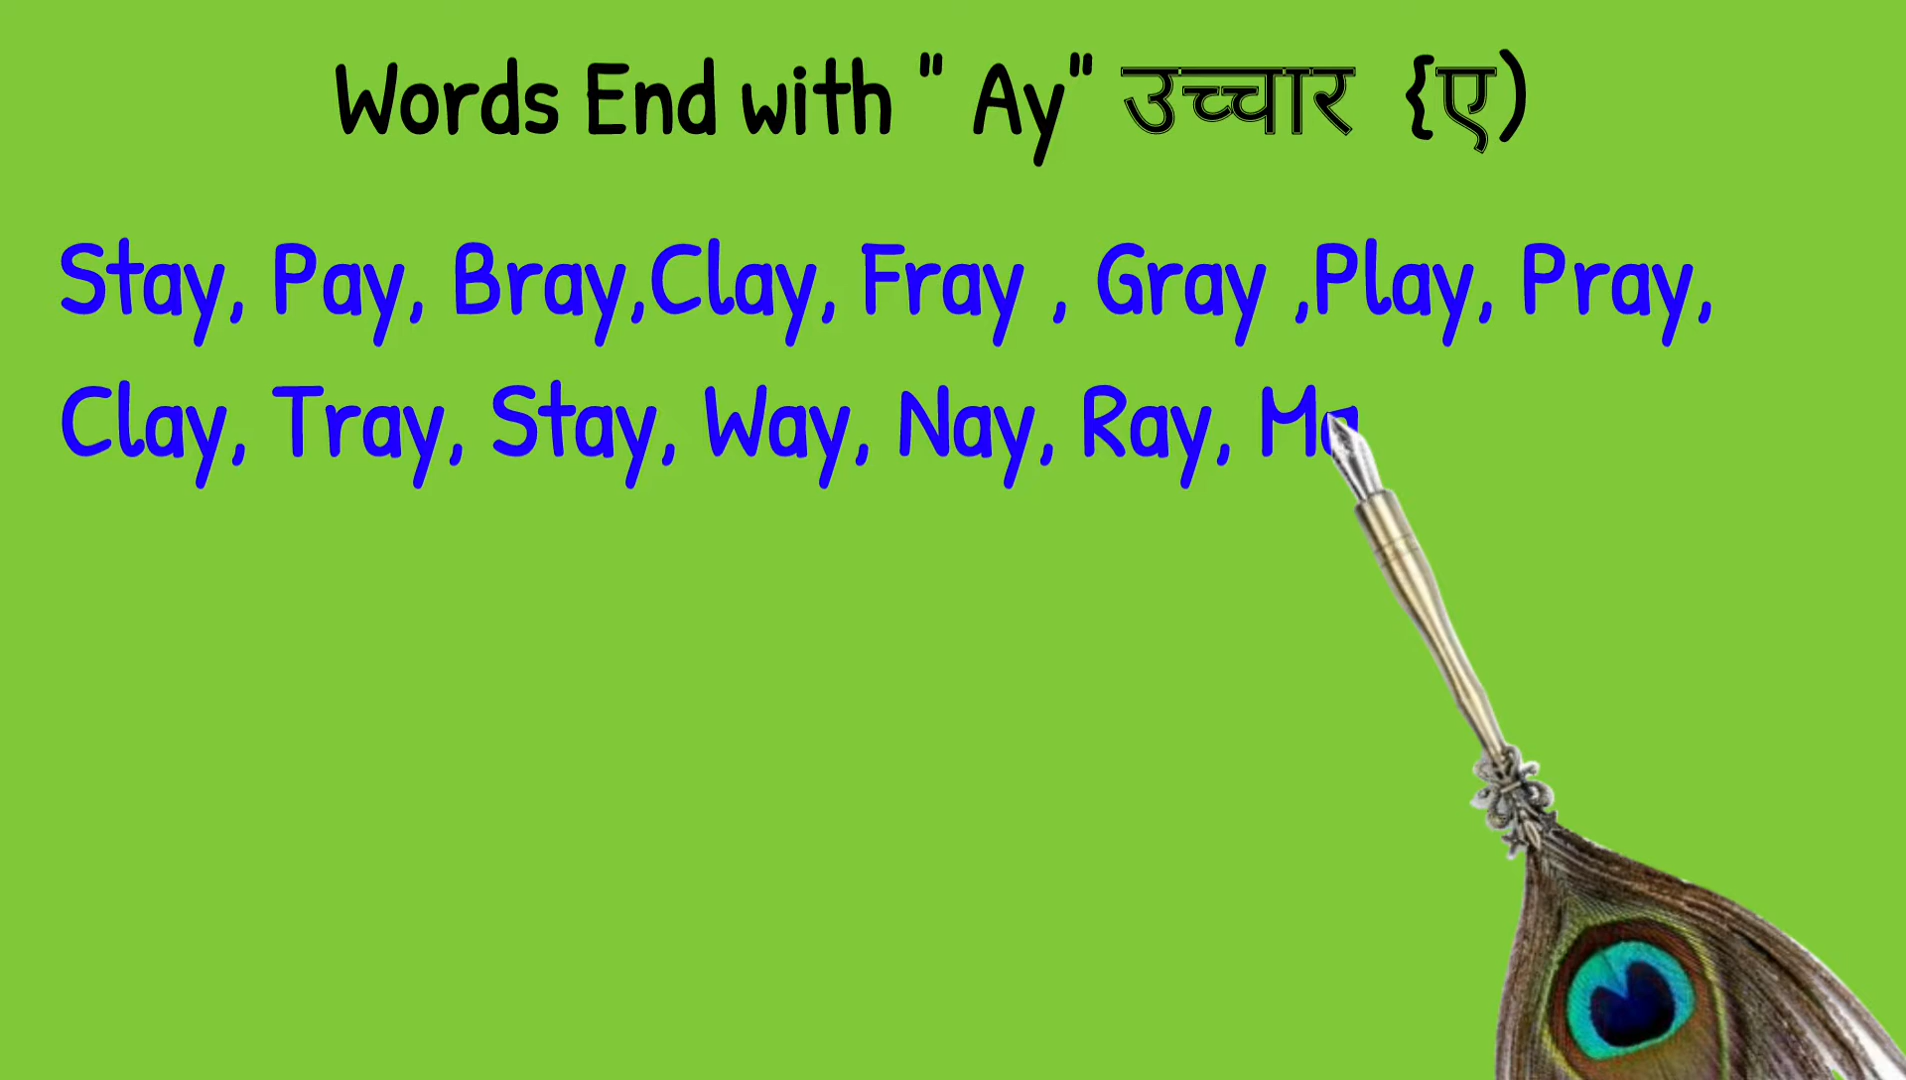 Words End with " Ay" उच्चार {ए)
Stay, Pay, Bray,Clay, Fray , Gray ,Play, Pray,
Clay, Tray, Stay, Way, Nay, Ray,